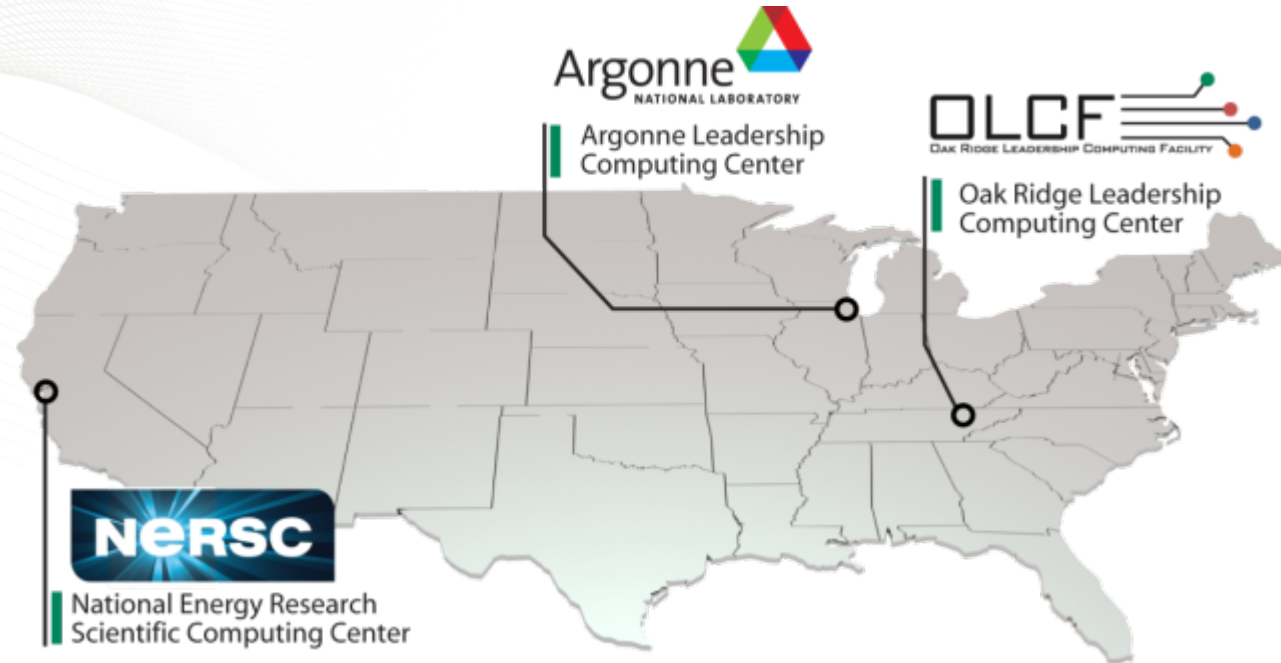 Argonne
NATIONAL LABORATORY
Argonne Leadership
Computing Center
OLCF
OAK RIDGE LEADERSHIP COMPUTING FACILITY
Oak Ridge Leadership
Computing Center
NERSC
National Energy Research
Scientific Computing Center